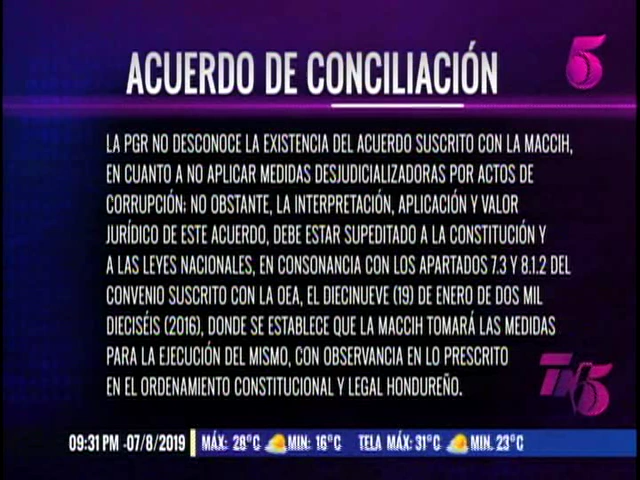 ACUERDO DE CONCILIACIÓN
5
LA PGR NO DESCONOCE LA EXISTENCIA DEL ACUERDO SUSCRITO CON LA MACCIH,
EN CUANTO A NO APLICAR MEDIDAS DESJUDICIALIZADORAS POR ACTOS DE
CORRUPCIÓN; NO OBSTANTE, LA INTERPRETACIÓN, APLICACIÓN Y VALOR
JURÍDICO DE ESTE ACUERDO, DEBE ESTAR SUPEDITADO A LA CONSTITUCIÓN Y
A LAS LEYES NACIONALES, EN CONSONANCIA CON LOS APARTADOS 7.3 Y 8.1.2 DEL
CONVENIO SUSCRITO CON LA OEA, EL DIECINUEVE (19) DE ENERO DE DOS MIL
DIECISÉIS (2016), DONDE SE ESTABLECE QUE LA MACCIH TOMARÁ LAS MEDIDAS
PARA LA EJECUCIÓN DEL MISMO, CON OBSERVANCIA EN LO PRESCRITO
EN EL ORDENAMIENTO CONSTITUCIONAL Y LEGAL HONDUREÑO.
TN5
09:31 PM -07/8/2019 MÁX: 28°C MIN: 16°C TELA MÁX: 31°C MIN. 23°C